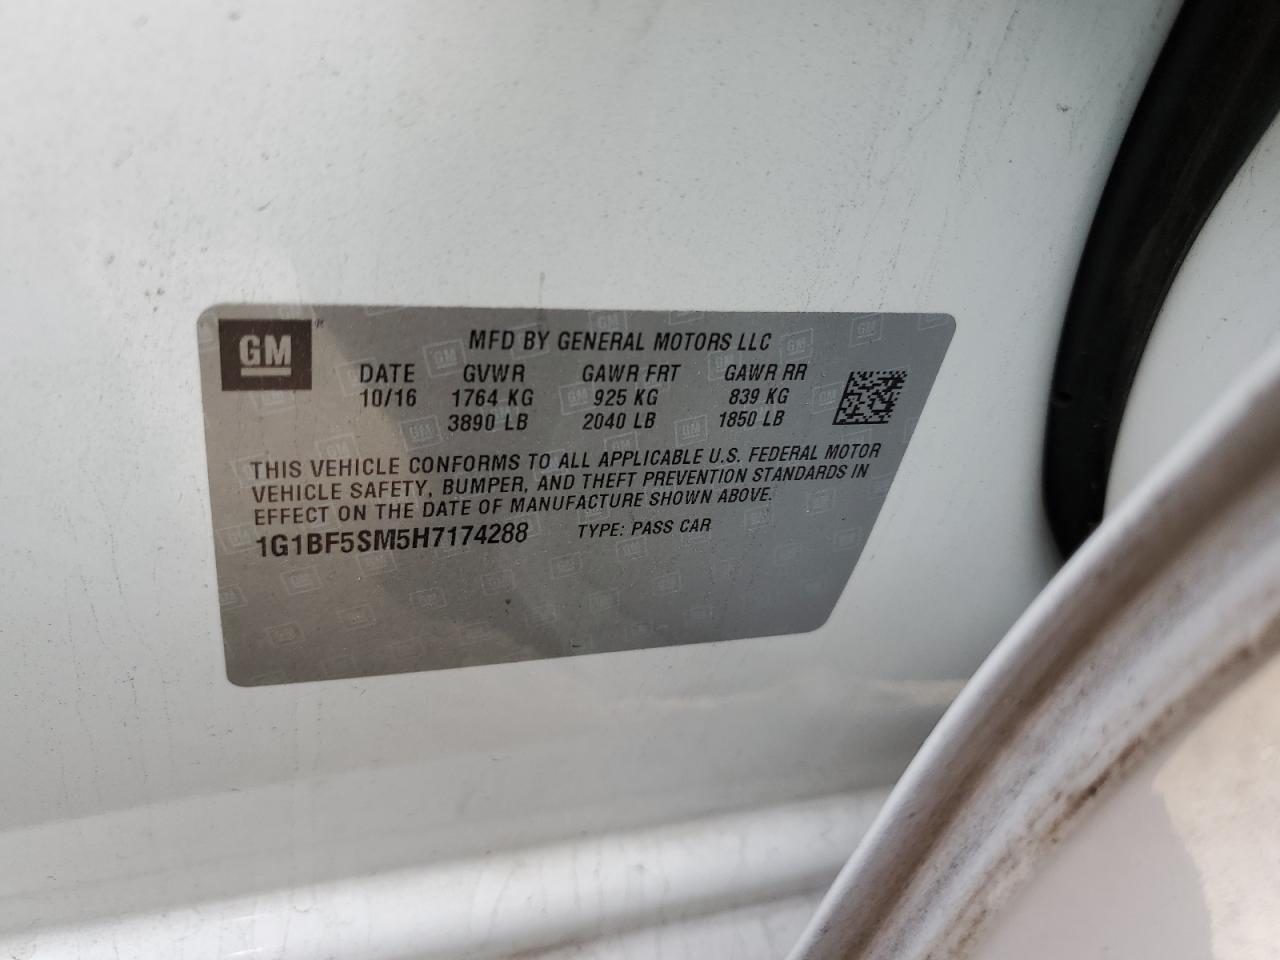 GM
MFD BY GENERAL MOTORS LLC
DATE GVWR GAWR FRT GAWR RR
10/16 1764 KG 925 KG 839 KG
3890 LB 2040 LB 1850 LB
THIS VEHICLE CONFORMS TO ALL APPLICABLE U.S. FEDERAL MOTOR
VEHICLE SAFETY, BUMPER, AND THEFT PREVENTION STANDARDS IN
EFFECT ON THE DATE OF MANUFACTURE SHOWN ABOVE.
1G1BF5SM5H7174288 TYPE: PASS CAR